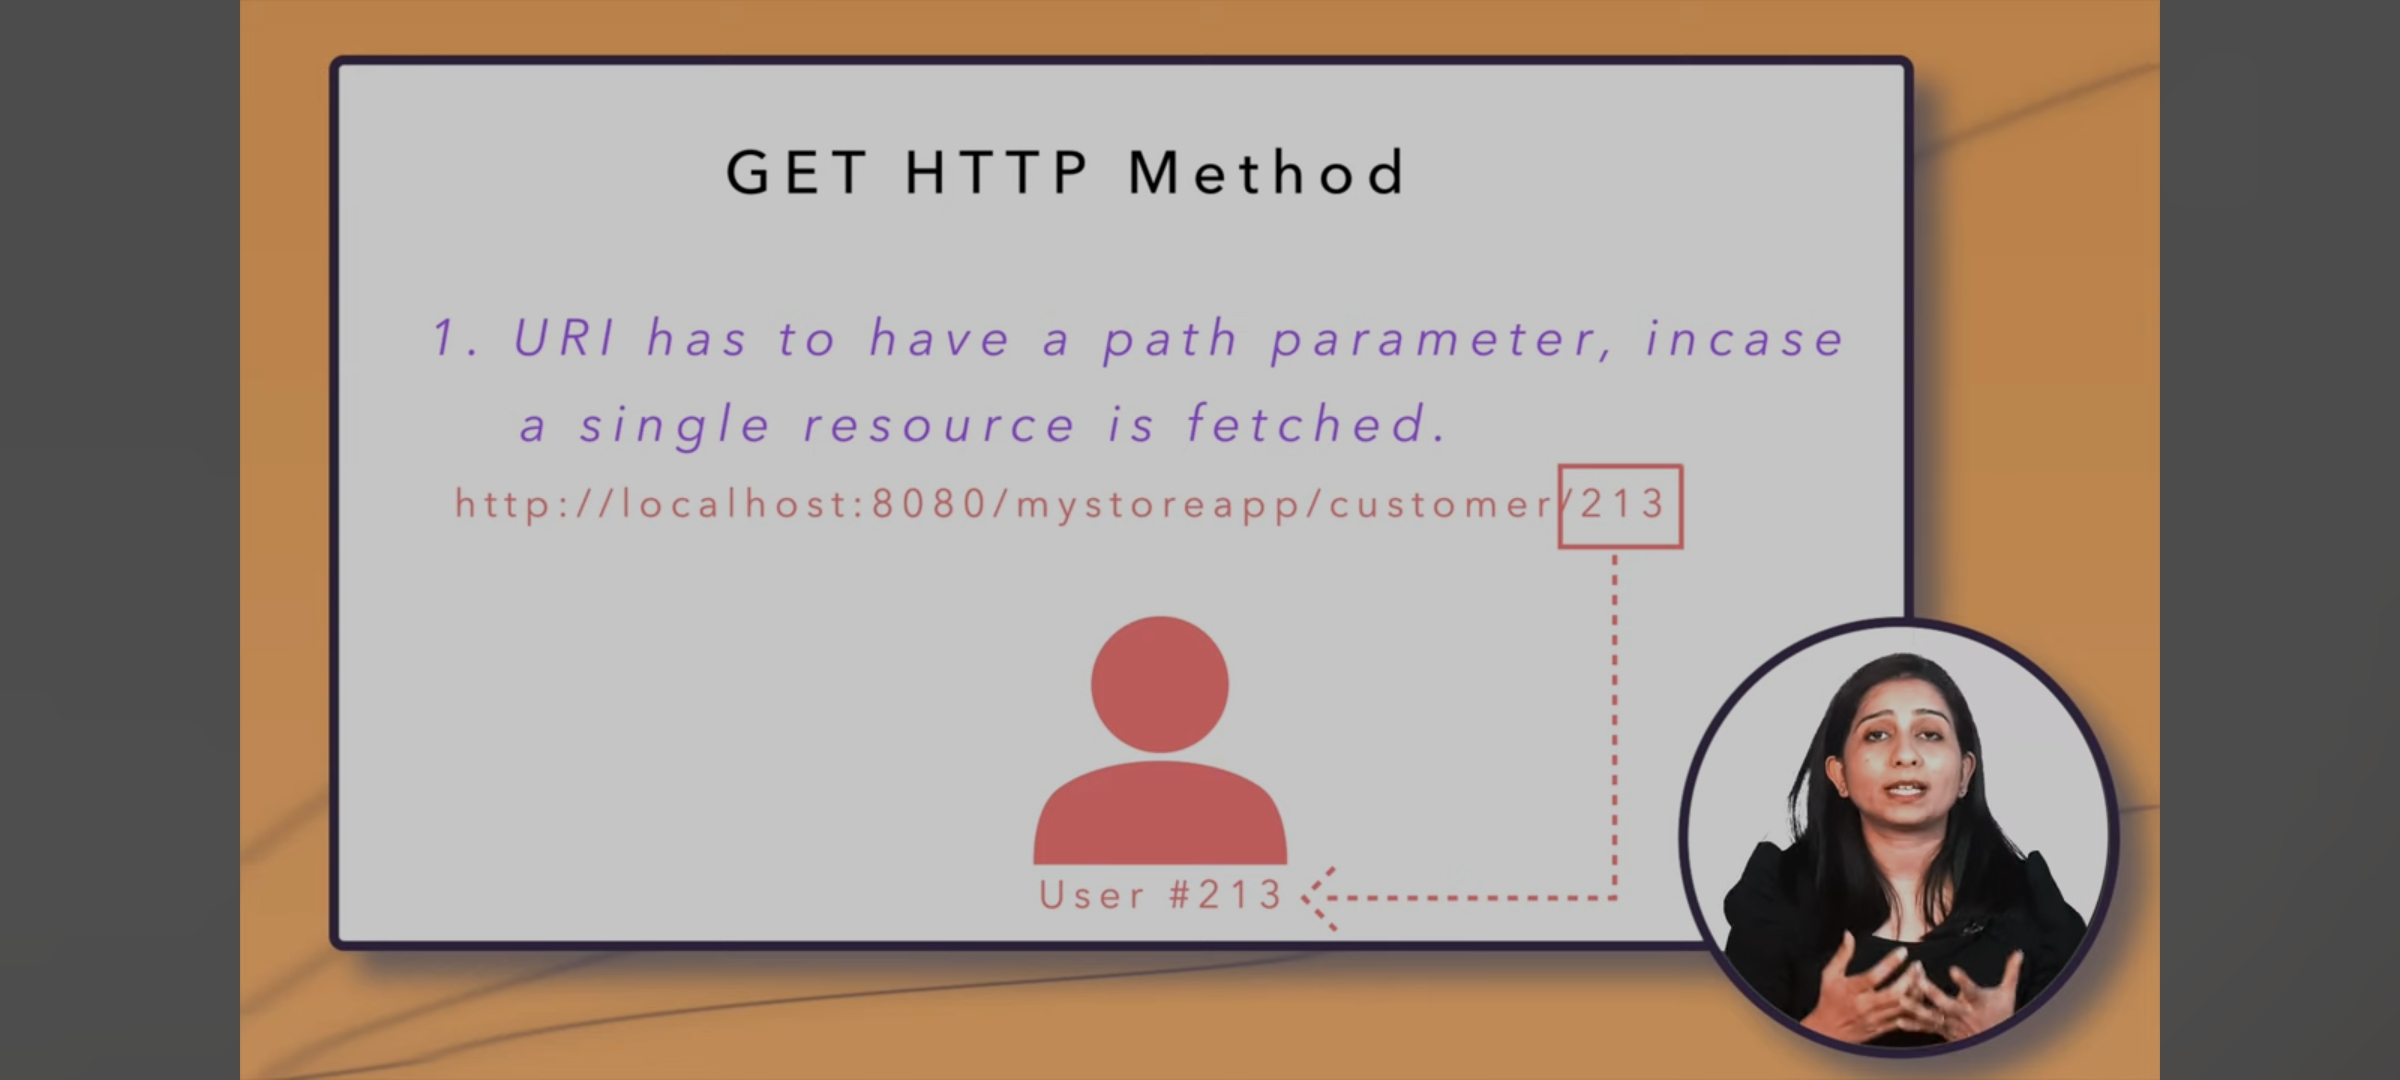 GET HTTP Method
1. URI has to have a path parameter, incase
a single resource is fetched.
http://localhost:8080/mystoreapp/customer/213
User #213